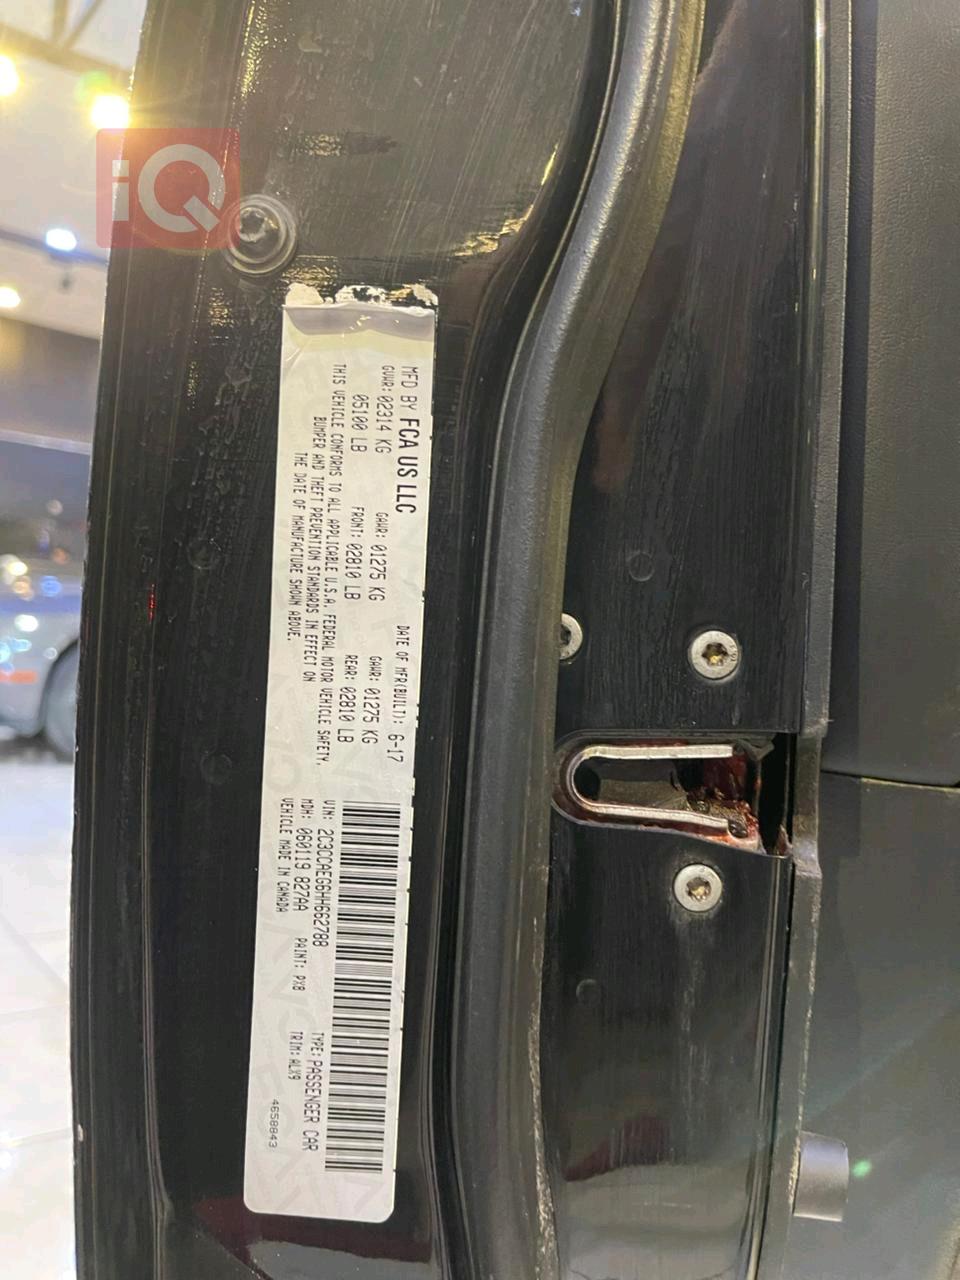 iQ
MFD BY FCA US LLC
DATE OF MFR(BUILT): 6-17
GVWR: 02314 KG
GAWR: 01275 KG
GAWR: 01275 KG
05100 LB
FRONT: 02810 LB
REAR: 02810 LB
THIS VEHICLE CONFORMS TO ALL APPLICABLE U.S.A. FEDERAL MOTOR VEHICLE SAFETY,
BUMPER AND THEFT PREVENTION STANDARDS IN EFFECT ON
THE DATE OF MANUFACTURE SHOWN ABOVE.
VIN: 2C3CCAEG6HH662788
TYPE: PASSENGER CAR
MDH: 060119 827AA
PAINT: PX8
TRIM: ALX9
VEHICLE MADE IN CANADA
4658843